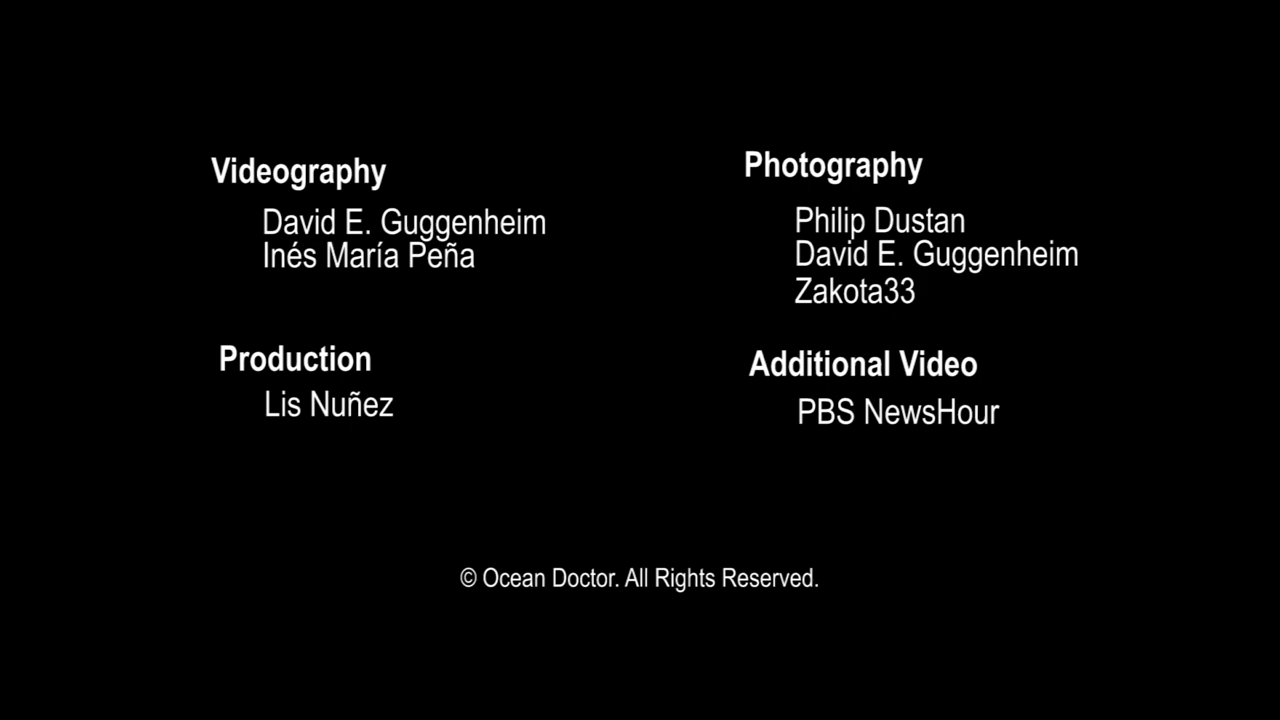 Videography
David E. Guggenheim
Inés María Peña
Photography
Philip Dustan
David E. Guggenheim
Zakota33
Production
Lis Nuñez
Additional Video
PBS NewsHour
© Ocean Doctor. All Rights Reserved.